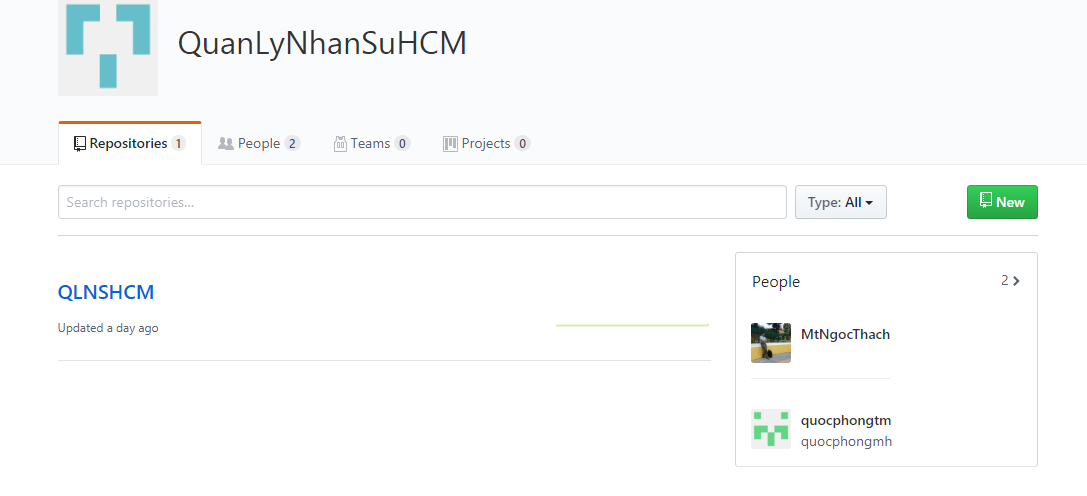 QuanLyNhanSuHCM
Repositories 1 People 2 Teams 0 Projects 0
Search repositories... Type: All New
QLNSHCM
Updated a day ago
People 2
MtNgocThach
quocphongtm
quocphongmh